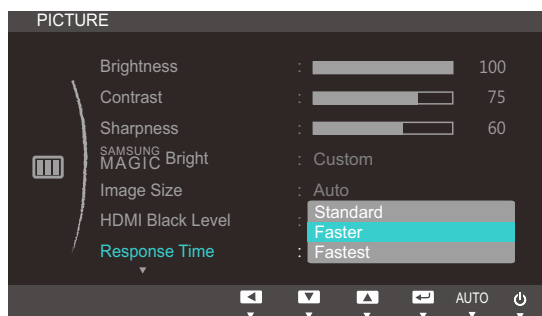 PICTURE
Brightness : 100
Contrast : 75
Sharpness : 60
SAMSUNG MAGIC Bright : Custom
Image Size : Auto
HDMI Black Level :
Standard
Faster
Response Time : Fastest
AUTO